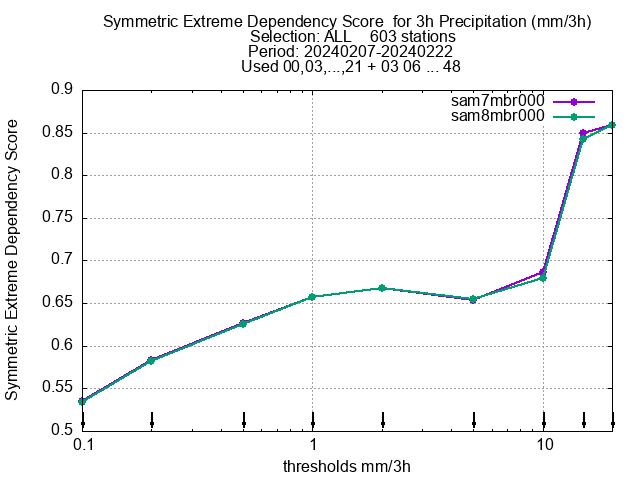 Symmetric Extreme Dependency Score  for 3h Precipitation (mm/3h)
Selection: ALL    603 stations
Period: 20240207-20240222
Used 00,03,...,21 + 03 06 ... 48
sam7mbr000
sam8mbr000
0.9
0.85
0.8
0.75
0.7
0.65
0.6
0.55
0.5
Symmetric Extreme Dependency Score
0.1 1 10
thresholds mm/3h